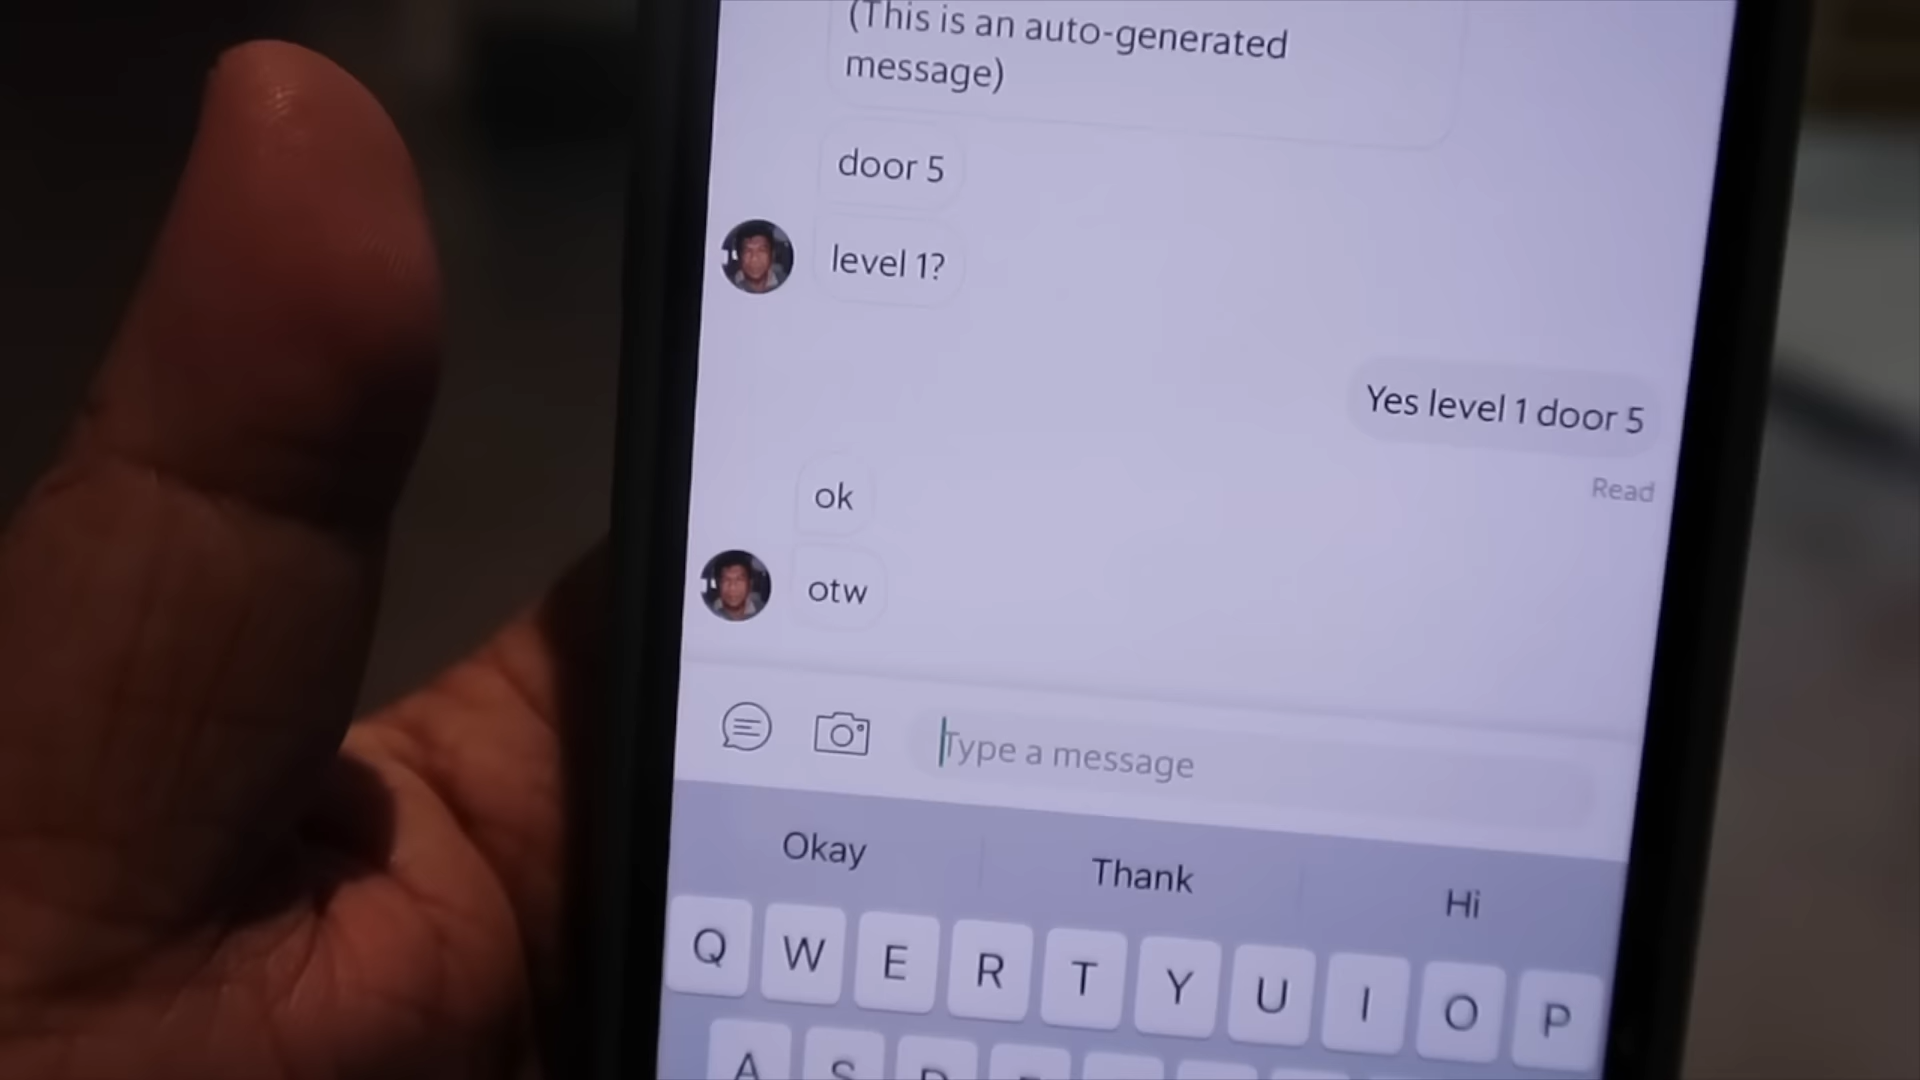 (This is an auto-generated
message)
door 5
level 1?
Yes level 1 door 5
Read
ok
otw
Type a message
Okay Thank Hi
Q W E R T Y U I O P
A S